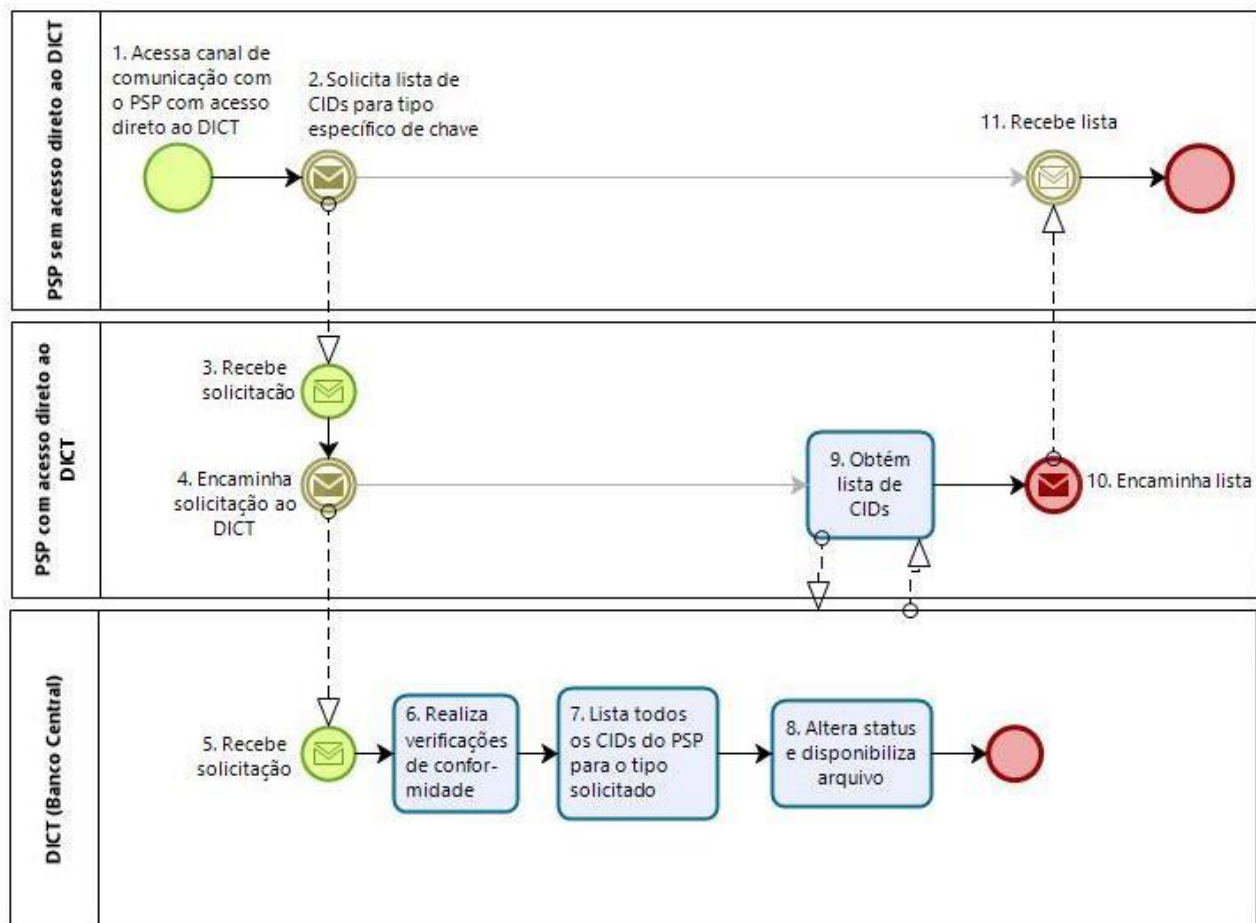 PSP sem acesso direto ao DICT
1. Acessa canal de
comunicação com
o PSP com acesso
direto ao DICT
2. Solicita lista de
CIDs para tipo
específico de chave
11. Recebe lista
PSP com acesso direto ao
DICT
3. Recebe
solicitacão
4. Encaminha
solicitação ao
DICT
9. Obtém
lista de
CIDs
10. Encaminha lista
DICT (Banco Central)
5. Recebe
solicitação
6. Realiza
verificações
de confor-
midade
7. Lista todos
os CIDs do PSP
para o tipo
solicitado
8. Altera status
e disponibiliza
arquivo